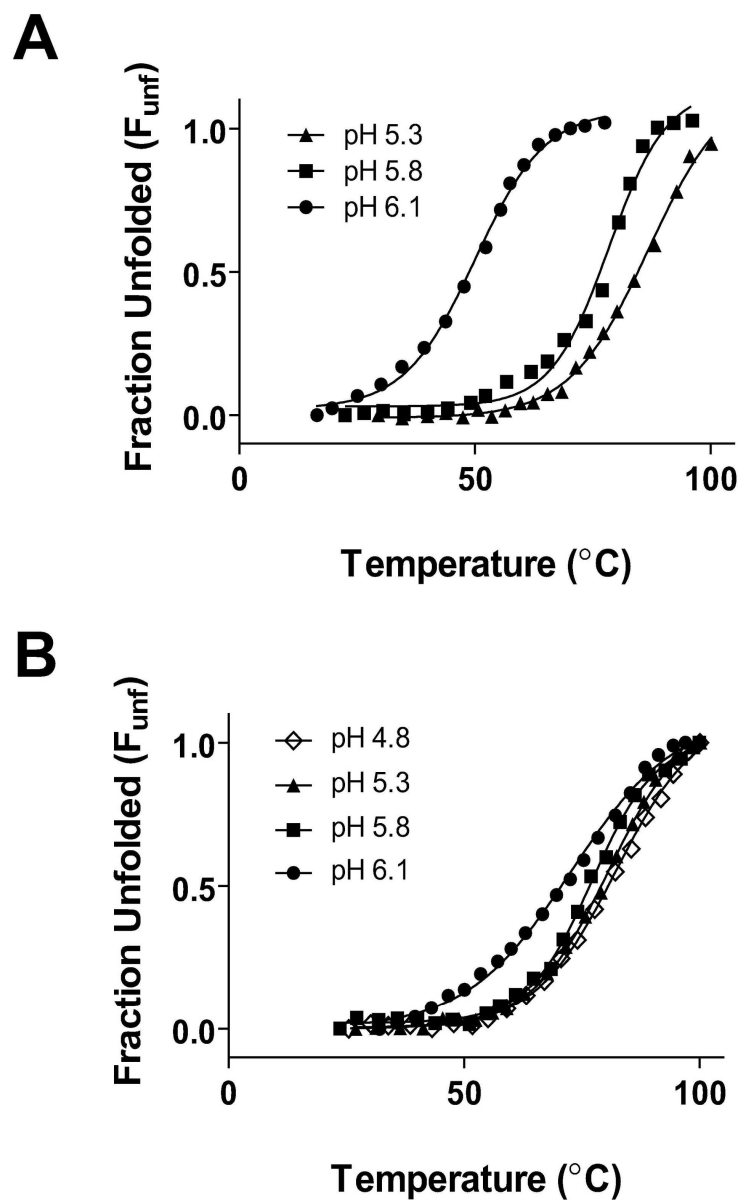 A
pH 5.3
pH 5.8
pH 6.1
Fraction Unfolded (Funf)
1.0
0.5
0.0
0 50 100
Temperature (°C)
B
pH 4.8
pH 5.3
pH 5.8
pH 6.1
Fraction Unfolded (Funf)
1.0
0.5
0.0
0 50 100
Temperature (°C)